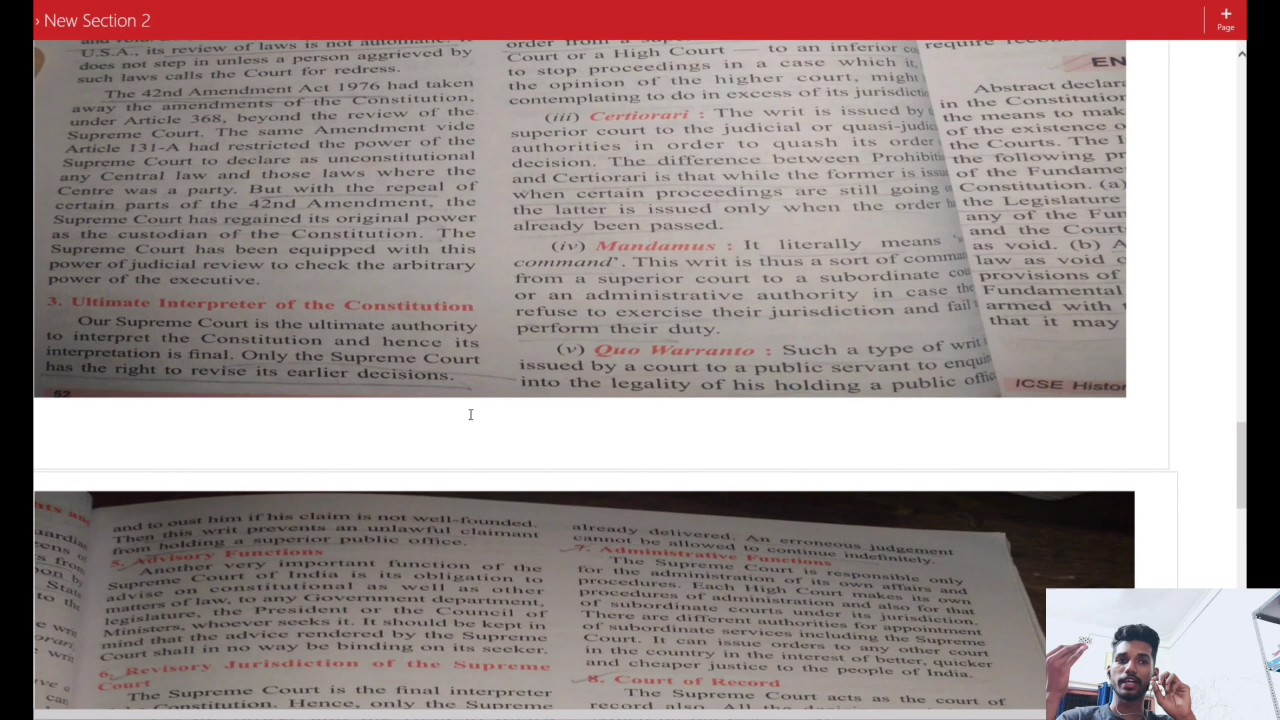 › New Section 2
+
Page
U.S.A., its review of laws is not automatic. It
does not step in unless a person aggrieved by
such laws calls the Court for redress.
The 42nd Amendment Act 1976 had taken
away the amendments of the Constitution,
under Article 368, beyond the review of the
Supreme Court. The same Amendment vide
Article 131-A had restricted the power of the
Supreme Court to declare as unconstitutional
any Central law and those laws where the
Centre was a party. But with the repeal of
certain parts of the 42nd Amendment, the
Supreme Court has regained its original power
as the custodian of the Constitution. The
Supreme Court has been equipped with this
power of judicial review to check the arbitrary
power of the executive.
3. Ultimate Interpreter of the Constitution
Our Supreme Court is the ultimate authority
to interpret the Constitution and hence its
interpretation is final. Only the Supreme Court
has the right to revise its earlier decisions.
52
order from a
Court or a High Court — to an inferior
to stop proceedings in a case which it,
the opinion of the higher court, might
contemplating to do in excess of its
(iii) Certiorari : The writ is issued by
superior court to the judicial or
authorities in order to quash its order
decision. The difference between
and Certiorari is that while the former is
when certain proceedings are still going
the latter is issued only when the order
already been passed.
(iv) Mandamus : It literally means
command'. This writ is thus a sort of
from a superior court to a subordinate
or an administrative authority in case the
refuse to exercise their jurisdiction and fail
perform their duty.
(v) Quo Warranto : Such a type of writ
issued by a court to a public servant to
into the legality of his holding a public
require
EN
Abstract
in the Constitution
the means to mak
of the existence o
the Courts. The
the following pr
of the Fundame
Constitution. (a)
the Legislature
any of the Fun
and the Court
as void. (b) A
law as void
provisions of
Fundamental
armed with
that it may
ICSE Histor
and to oust him if his claim is not well-founded.
Then this writ prevents an unlawful claimant
from holding a superior public office.
5. Advisory Functions
Another very important function of the
Supreme Court of India is its obligation to
advise on constitutional as well as other
matters of law, to any Government department,
legislature, the President or the Council of
Ministers, whoever seeks it. It should be kept in
mind that the advice rendered by the Supreme
Court shall in no way be binding on its seeker.
6. Revisory Jurisdiction of the Supreme
Court
The Supreme Court is the final interpreter
Constitution. Hence, only the Supreme
already delivered. An erroneous judgement
cannot be allowed to continue indefinitely.
7. Administrative Functions
The Supreme Court is responsible only
for the administration of its own affairs and
procedures. Each High Court makes its own
procedures of administration and also for that
of subordinate courts under its jurisdiction.
There are different authorities for appointment
of subordinate services including the Supreme
Court. It can issue orders to any other court
in the country in the interest of better, quicker
and cheaper justice to the people of India.
8. Court of Record
The Supreme Court acts as the court of
record also.